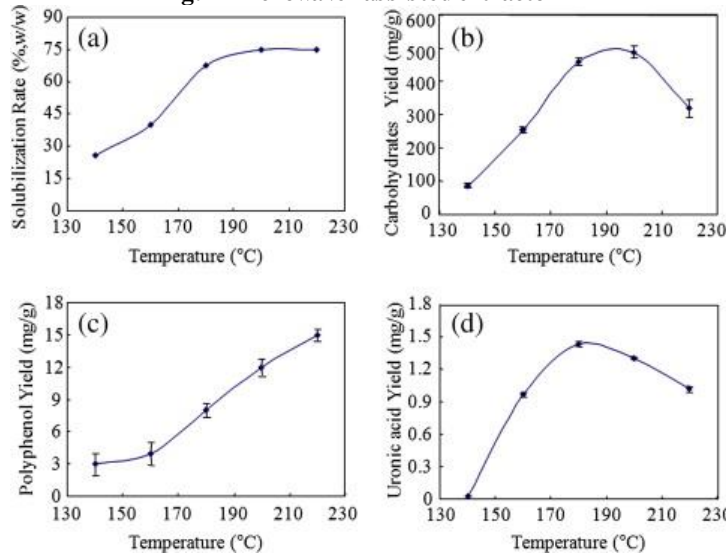 (a)
Solubilization Rate (%,w/w)
90
75
60
45
30
15
0
130 150 170 190 210 230
Temperature (°C)
(b)
Carbohydrates Yield (mg/g)
600
500
400
300
200
100
0
130 150 170 190 210 230
Temperature (°C)
(c)
Polyphenol Yield (mg/g)
18
15
12
9
6
3
0
130 150 170 190 210 230
Temperature (°C)
(d)
Uronic acid Yield (mg/g)
1.8
1.5
1.2
0.9
0.6
0.3
0
130 150 170 190 210 230
Temperature (°C)